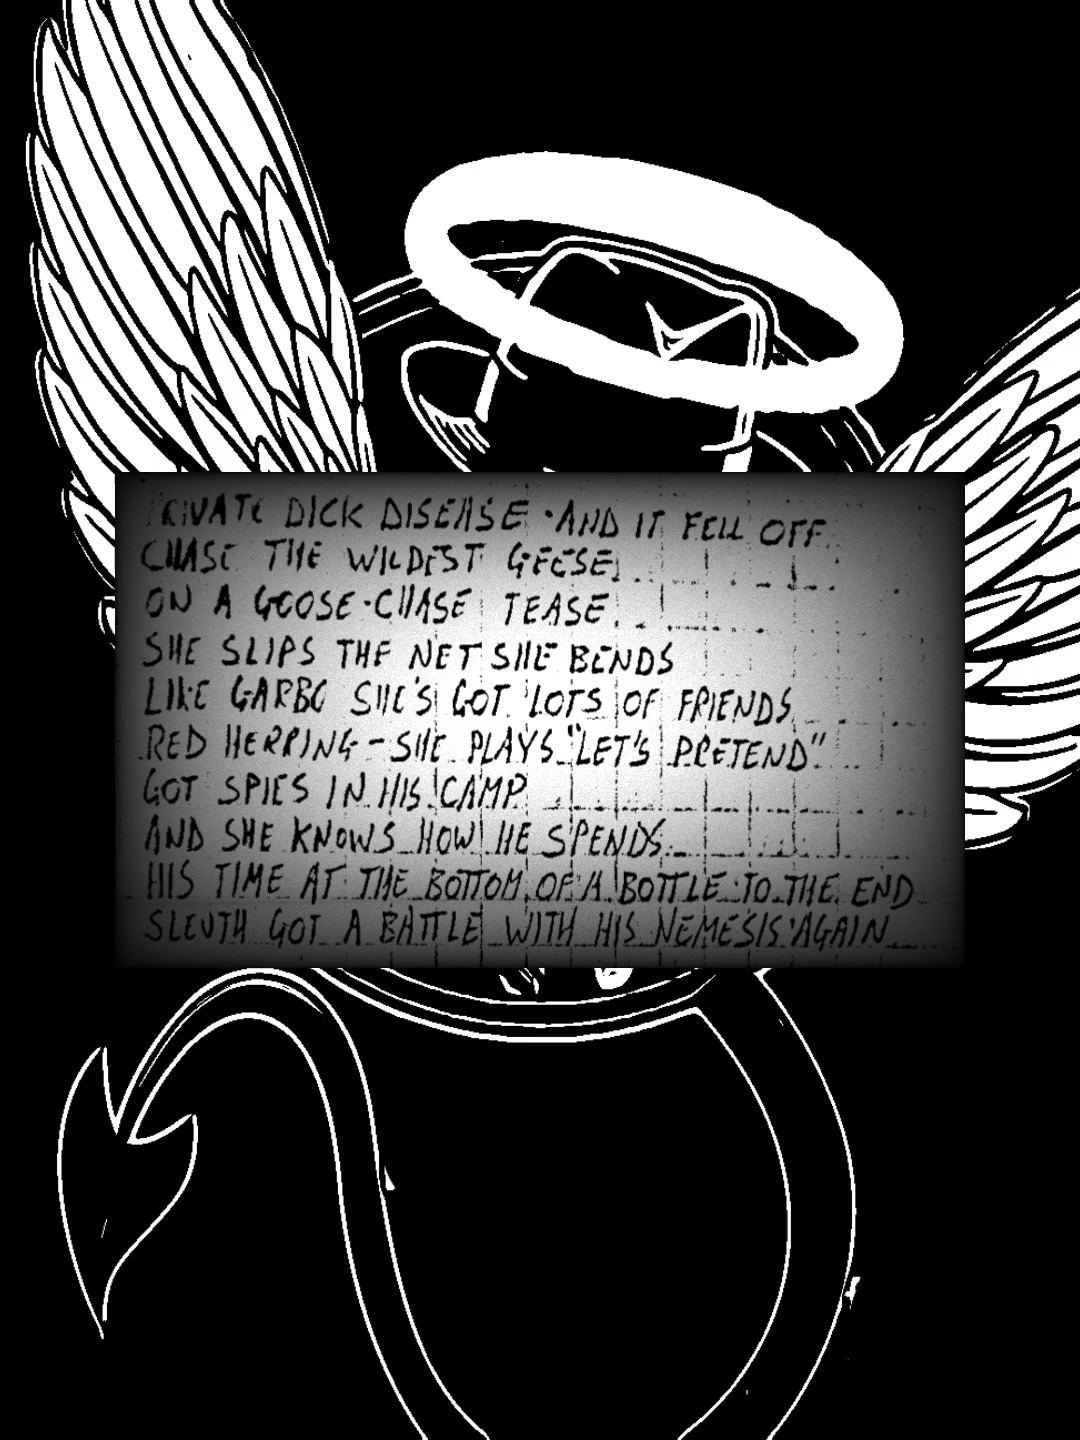 PRIVATE DICK DISEASE · AND IT FELL OFF
CHASE THE WILDEST GEESE
ON A GOOSE-CHASE TEASE
SHE SLIPS THE NET SHE BENDS
LIKE GARBO SHE'S GOT LOTS OF FRIENDS
RED HERRING - SHE PLAYS "LET'S PRETEND"
GOT SPIES IN HIS CAMP
AND SHE KNOWS HOW HE SPENDS
HIS TIME AT THE BOTTOM OF A BOTTLE TO THE END
SLEUTH GOT A BATTLE WITH HIS NEMESIS AGAIN